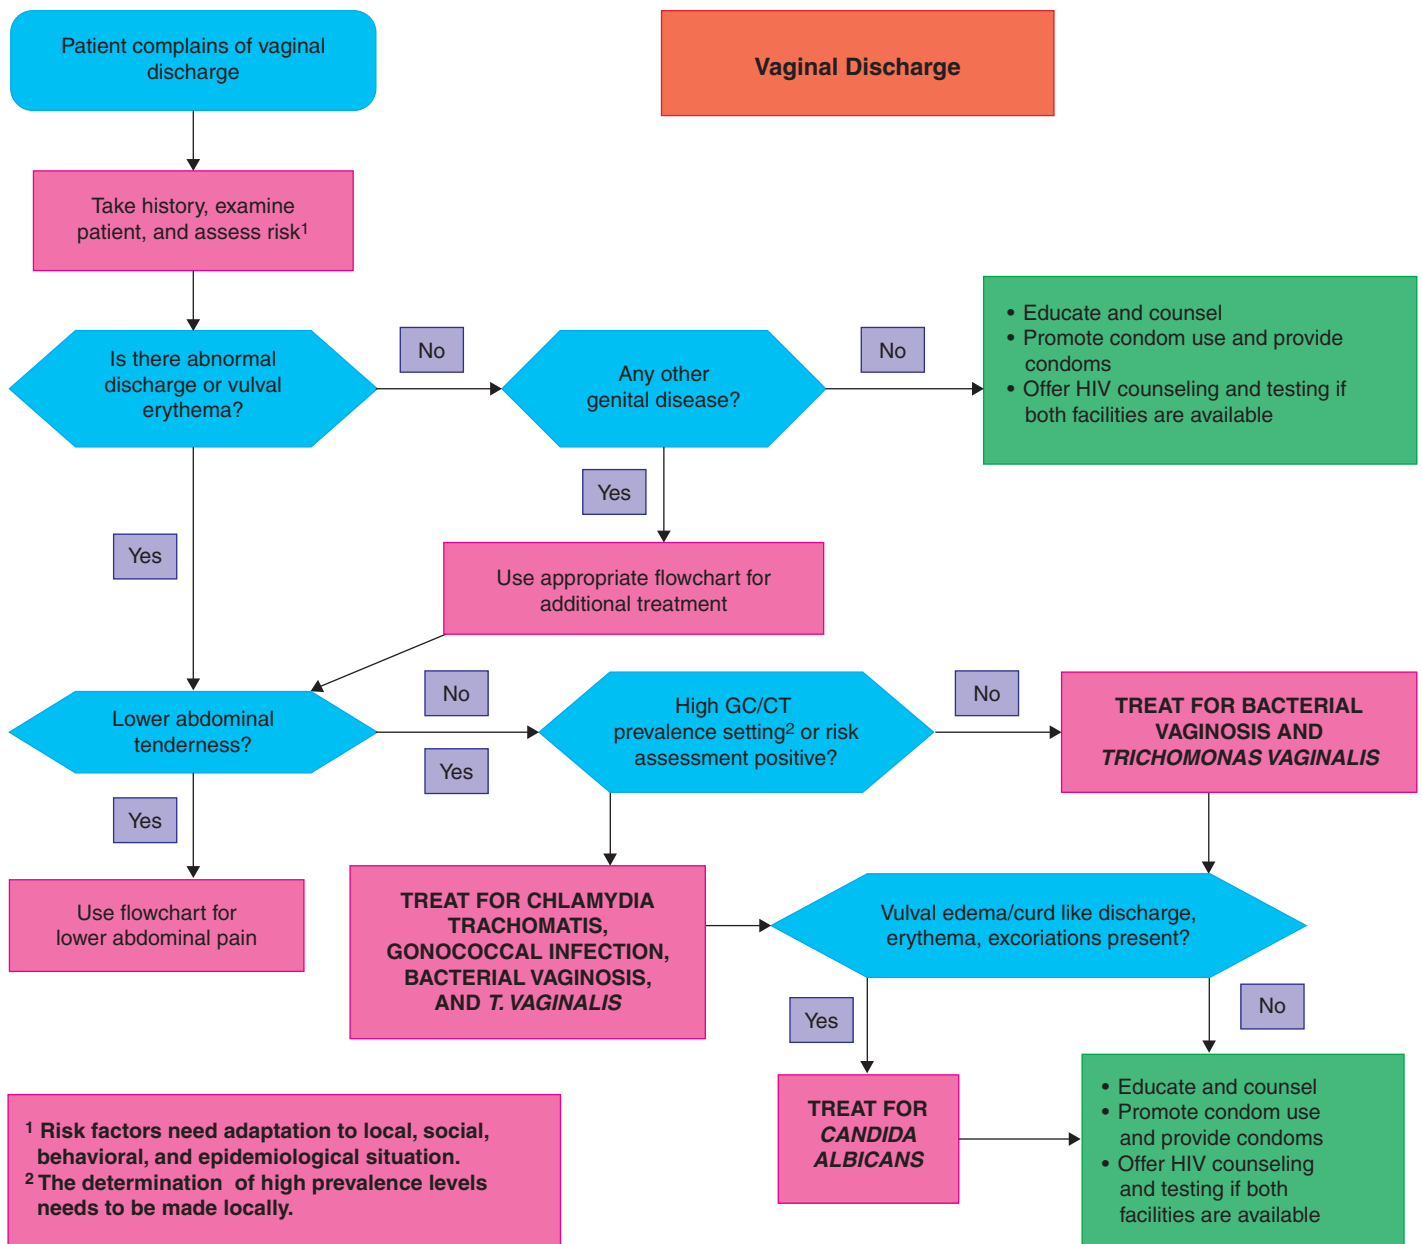 Patient complains of vaginal
discharge
Vaginal Discharge
Take history, examine
patient, and assess risk1
Is there abnormal
discharge or vulval
erythema?
No
Any other
genital disease?
No
• Educate and counsel
• Promote condom use and provide
condoms
• Offer HIV counseling and testing if
both facilities are available
Yes
Yes
Use appropriate flowchart for
additional treatment
Lower abdominal
tenderness?
No
Yes
High GC/CT
prevalence setting2 or risk
assessment positive?
No
TREAT FOR BACTERIAL
VAGINOSIS AND
TRICHOMONAS VAGINALIS
Yes
Use flowchart for
lower abdominal pain
TREAT FOR CHLAMYDIA
TRACHOMATIS,
GONOCOCCAL INFECTION,
BACTERIAL VAGINOSIS,
AND T. VAGINALIS
Vulval edema/curd like discharge,
erythema, excoriations present?
Yes
No
TREAT FOR
CANDIDA
ALBICANS
• Educate and counsel
• Promote condom use
and provide condoms
• Offer HIV counseling
and testing if both
facilities are available
1 Risk factors need adaptation to local, social,
behavioral, and epidemiological situation.
2 The determination of high prevalence levels
needs to be made locally.